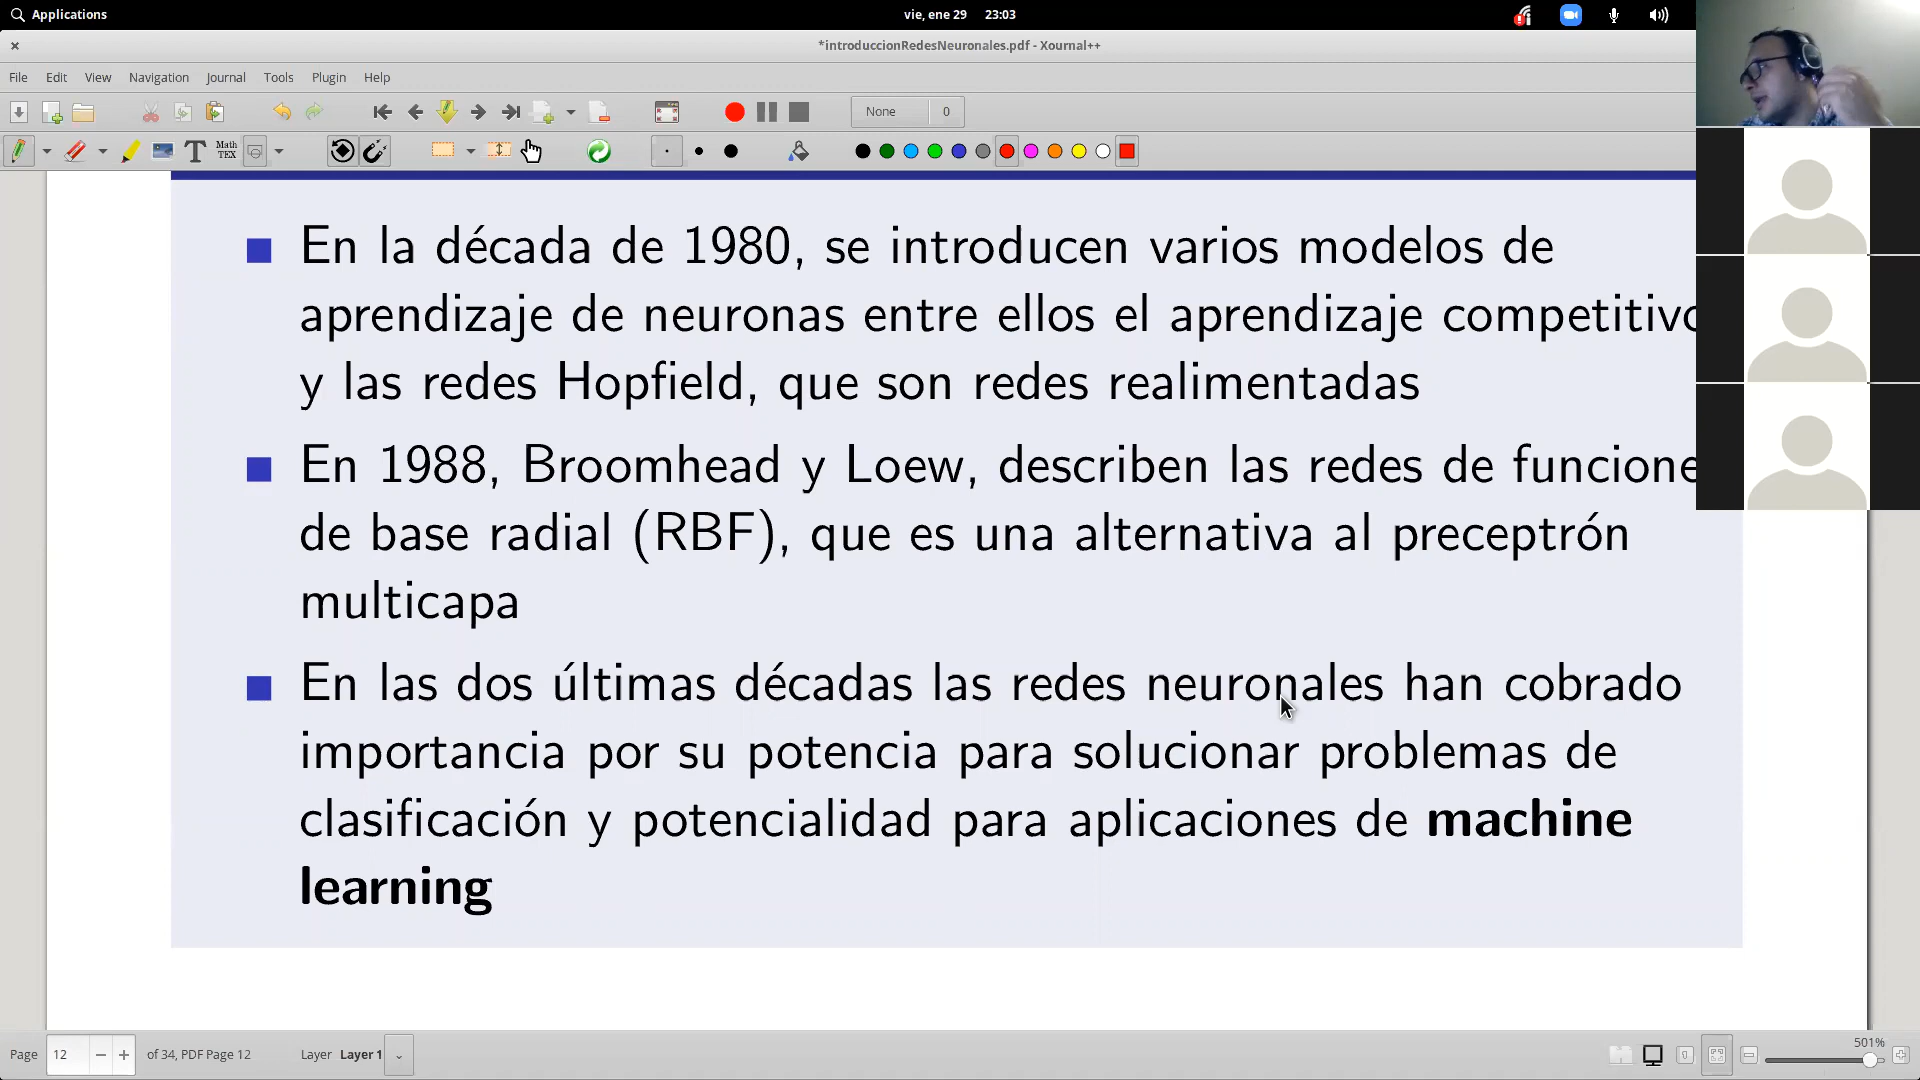 Applications
vie, ene 29 23:03
*introduccionRedesNeuronales.pdf - Xournal++
File Edit View Navigation Journal Tools Plugin Help
None 0
T Math TEX
En la década de 1980, se introducen varios modelos de
aprendizaje de neuronas entre ellos el aprendizaje competitivo
y las redes Hopfield, que son redes realimentadas
En 1988, Broomhead y Loew, describen las redes de funcione
de base radial (RBF), que es una alternativa al preceptrón
multicapa
En las dos últimas décadas las redes neuronales han cobrado
importancia por su potencia para solucionar problemas de
clasificación y potencialidad para aplicaciones de machine
learning
501%
Page 12 of 34, PDF Page 12 Layer Layer 1